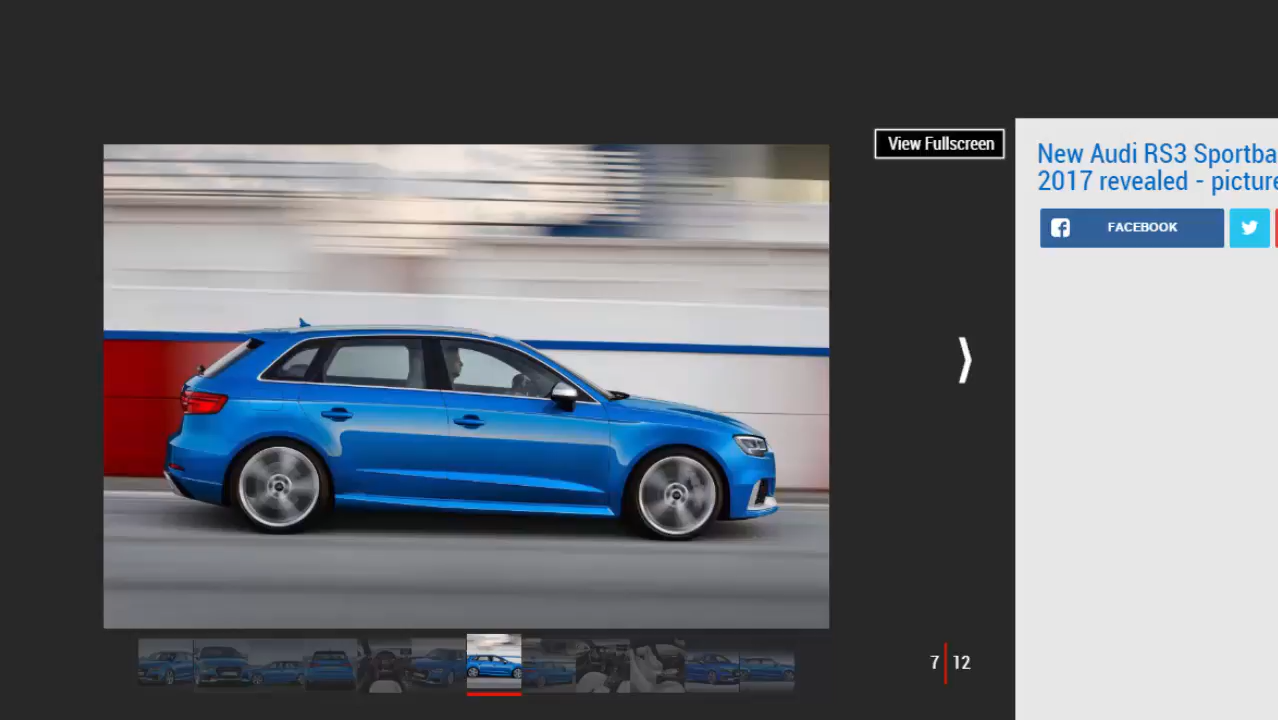 View Fullscreen
New Audi RS3 Sportba
2017 revealed - picture
FACEBOOK
7 12